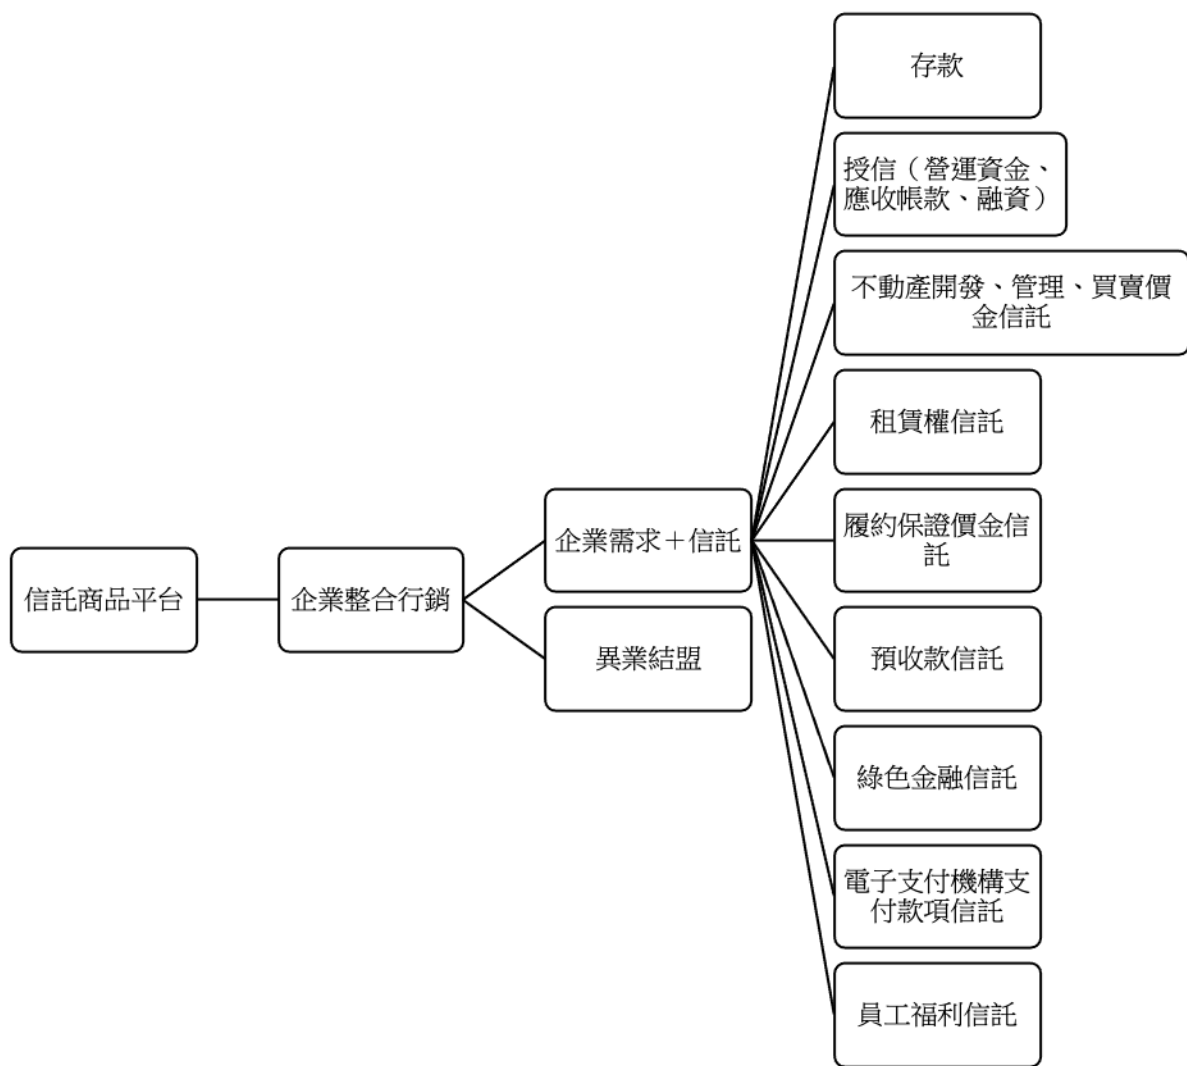 信託商品平台
企業整合行銷
企業需求＋信託
異業結盟
存款
授信（營運資金、
應收帳款、融資）
不動產開發、管理、買賣價
金信託
租賃權信託
履約保證價金信
託
預收款信託
綠色金融信託
電子支付機構支
付款項信託
員工福利信託